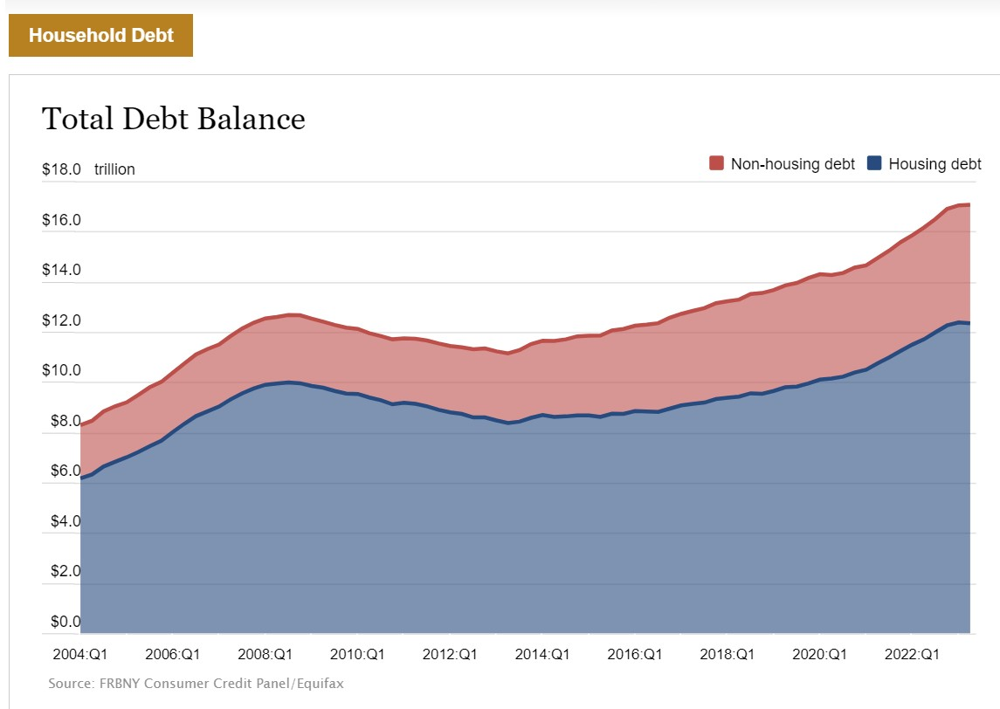 Household Debt
Total Debt Balance
$18.0 trillion
Non-housing debt Housing debt
$16.0
$14.0
$12.0
$10.0
$8.0
$6.0
$4.0
$2.0
$0.0
2004:Q1 2006:Q1 2008:Q1 2010:Q1 2012:Q1 2014:Q1 2016:Q1 2018:Q1 2020:Q1 2022:Q1
Source: FRBNY Consumer Credit Panel/Equifax